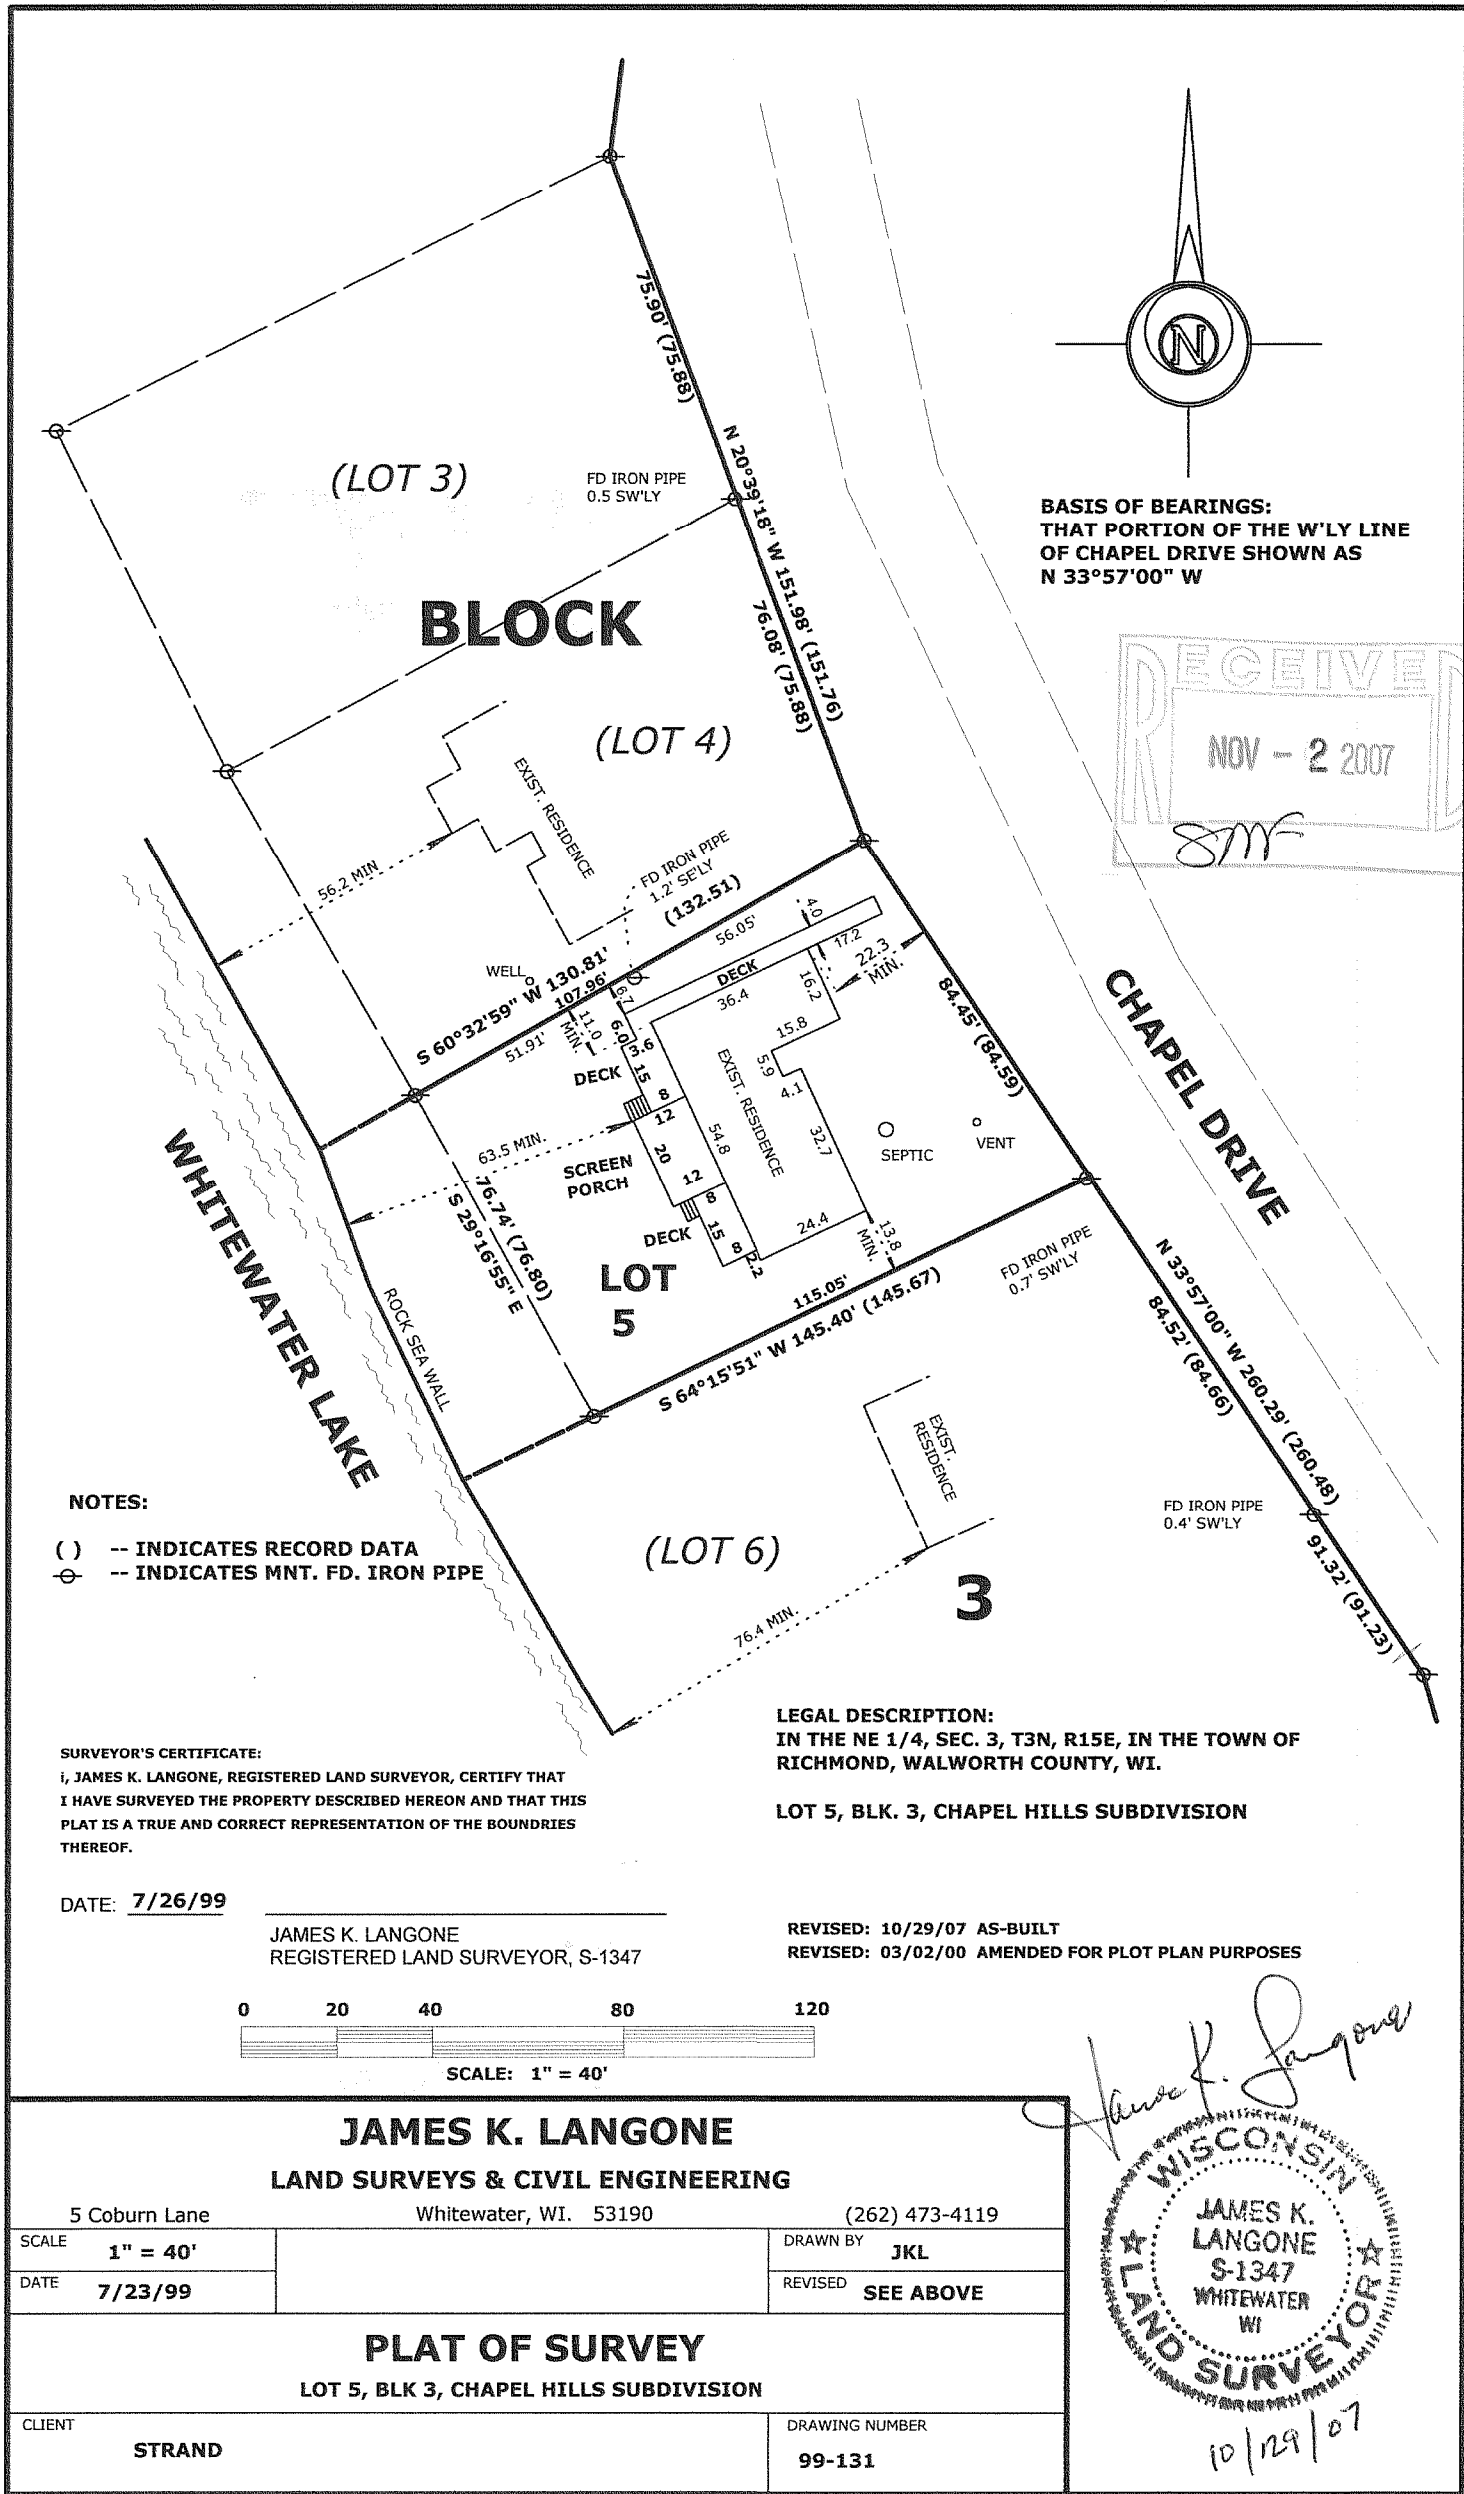 75.90' (75.88)
(LOT 3)
FD IRON PIPE
0.5 SW'LY
N 20°39'18" W 151.98' (151.76)
76.08' (75.88)
N
BASIS OF BEARINGS:
THAT PORTION OF THE W'LY LINE
OF CHAPEL DRIVE SHOWN AS
N 33°57'00" W
BLOCK
RECEIVED
NOV - 2 2007
(LOT 4)
EXIST. RESIDENCE
56.2 MIN
FD IRON PIPE
1.2' SE'LY
(132.51)
56.05'
WELL
S 60°32'59" W 130.81'
107.96'
51.91'
11.0
MIN.
6.7
6.0
3.6
DECK
4.0
17.2
22.3
MIN.
36.4
16.2
15.8
5.9
4.1
DECK
15
8
12
EXIST. RESIDENCE
54.8
32.7
SEPTIC
VENT
84.45' (84.59)
CHAPEL DRIVE
63.5 MIN.
SCREEN
PORCH
20
12
8
DECK
15
8
2.2
24.4
13.8
MIN.
76.74' (76.80)
S 29°16'55" E
LOT
5
WHITEWATER LAKE
ROCK SEA WALL
115.05'
S 64°15'51" W 145.40' (145.67)
FD IRON PIPE
0.7' SW'LY
N 33°57'00" W 260.29' (260.48)
84.52' (84.66)
EXIST.
RESIDENCE
FD IRON PIPE
0.4' SW'LY
91.32' (91.23)
NOTES:
( ) -- INDICATES RECORD DATA
-- INDICATES MNT. FD. IRON PIPE
(LOT 6)
3
76.4 MIN.
LEGAL DESCRIPTION:
IN THE NE 1/4, SEC. 3, T3N, R15E, IN THE TOWN OF
RICHMOND, WALWORTH COUNTY, WI.
LOT 5, BLK. 3, CHAPEL HILLS SUBDIVISION
SURVEYOR'S CERTIFICATE:
i, JAMES K. LANGONE, REGISTERED LAND SURVEYOR, CERTIFY THAT
I HAVE SURVEYED THE PROPERTY DESCRIBED HEREON AND THAT THIS
PLAT IS A TRUE AND CORRECT REPRESENTATION OF THE BOUNDRIES
THEREOF.
DATE: 7/26/99
JAMES K. LANGONE
REGISTERED LAND SURVEYOR, S-1347
REVISED: 10/29/07 AS-BUILT
REVISED: 03/02/00 AMENDED FOR PLOT PLAN PURPOSES
0 20 40 80 120
SCALE: 1" = 40'
James K. Langone
JAMES K. LANGONE
LAND SURVEYS & CIVIL ENGINEERING
5 Coburn Lane Whitewater, WI. 53190 (262) 473-4119
SCALE 1" = 40'
DRAWN BY JKL
DATE 7/23/99
REVISED SEE ABOVE
PLAT OF SURVEY
LOT 5, BLK 3, CHAPEL HILLS SUBDIVISION
CLIENT
STRAND
DRAWING NUMBER
99-131
WISCONSIN
JAMES K.
LANGONE
S-1347
WHITEWATER
WI
LAND SURVEYOR
10/29/07